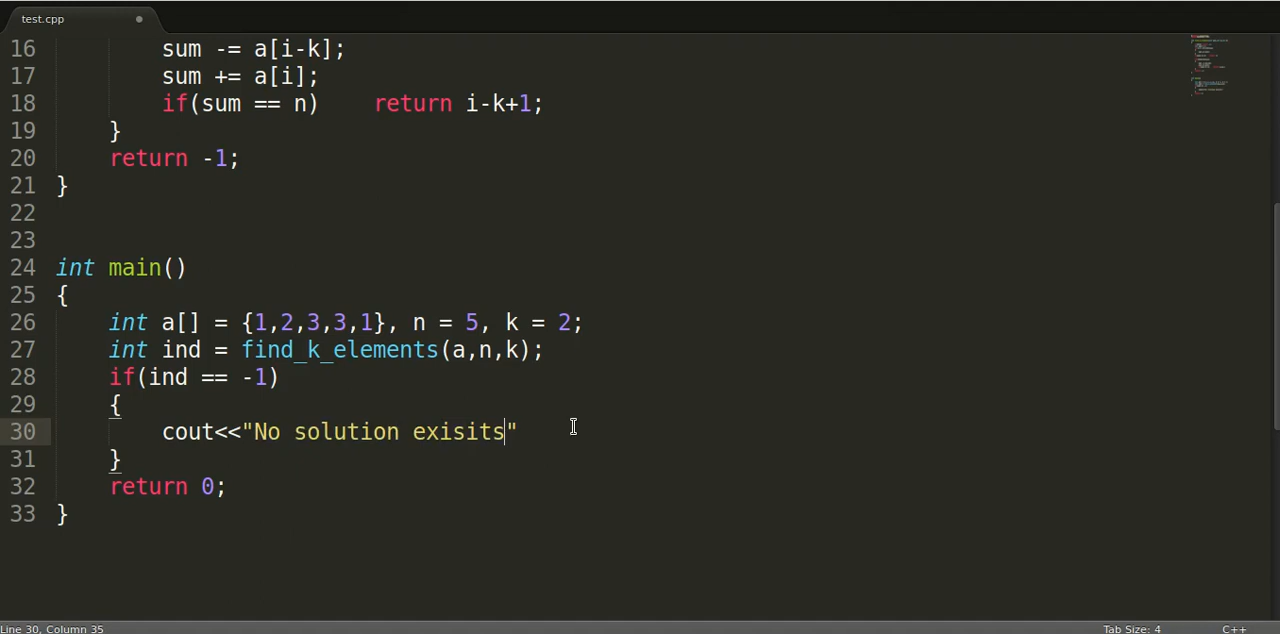 test.cpp
16 sum -= a[i-k];
17 sum += a[i];
18 if(sum == n)    return i-k+1;
19 }
20 return -1;
21 }
22
23
24 int main()
25 {
26 int a[] = {1,2,3,3,1}, n = 5, k = 2;
27 int ind = find_k_elements(a,n,k);
28 if(ind == -1)
29 {
30 cout<<"No solution exisits"
31 }
32 return 0;
33 }
Line 30, Column 35
Tab Size: 4
C++